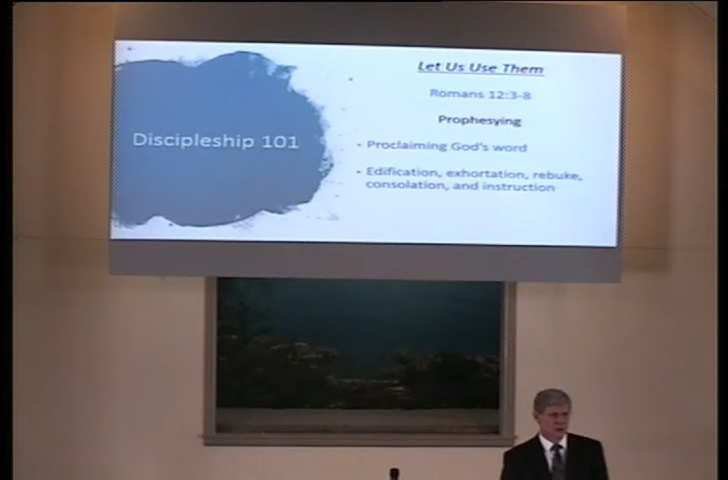 Discipleship 101
Let Us Use Them
Romans 12:3-8
Prophesying
• Proclaiming God's word
• Edification, exhortation, rebuke,
consolation, and instruction